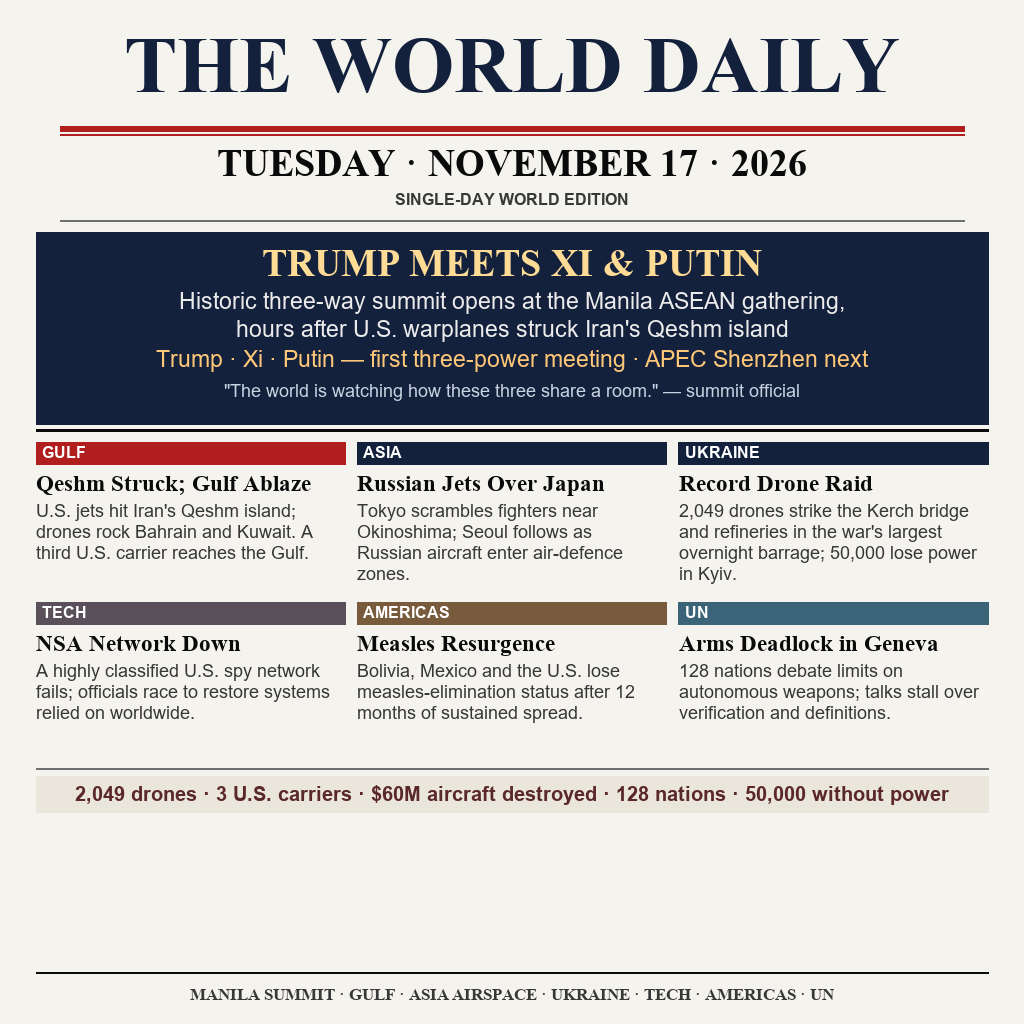 THE WORLD DAILY
TUESDAY · NOVEMBER 17 · 2026
SINGLE-DAY WORLD EDITION
TRUMP MEETS XI & PUTIN
Historic three-way summit opens at the Manila ASEAN gathering,
hours after U.S. warplanes struck Iran's Qeshm island
Trump · Xi · Putin — first three-power meeting · APEC Shenzhen next
"The world is watching how these three share a room." — summit official
GULF
Qeshm Struck; Gulf Ablaze
U.S. jets hit Iran's Qeshm island;
drones rock Bahrain and Kuwait. A
third U.S. carrier reaches the Gulf.
ASIA
Russian Jets Over Japan
Tokyo scrambles fighters near
Okinoshima; Seoul follows as
Russian aircraft enter air-defence
zones.
UKRAINE
Record Drone Raid
2,049 drones strike the Kerch bridge
and refineries in the war's largest
overnight barrage; 50,000 lose power
in Kyiv.
TECH
NSA Network Down
A highly classified U.S. spy network
fails; officials race to restore systems
relied on worldwide.
AMERICAS
Measles Resurgence
Bolivia, Mexico and the U.S. lose
measles-elimination status after 12
months of sustained spread.
UN
Arms Deadlock in Geneva
128 nations debate limits on
autonomous weapons; talks stall over
verification and definitions.
2,049 drones · 3 U.S. carriers · $60M aircraft destroyed · 128 nations · 50,000 without power
MANILA SUMMIT · GULF · ASIA AIRSPACE · UKRAINE · TECH · AMERICAS · UN